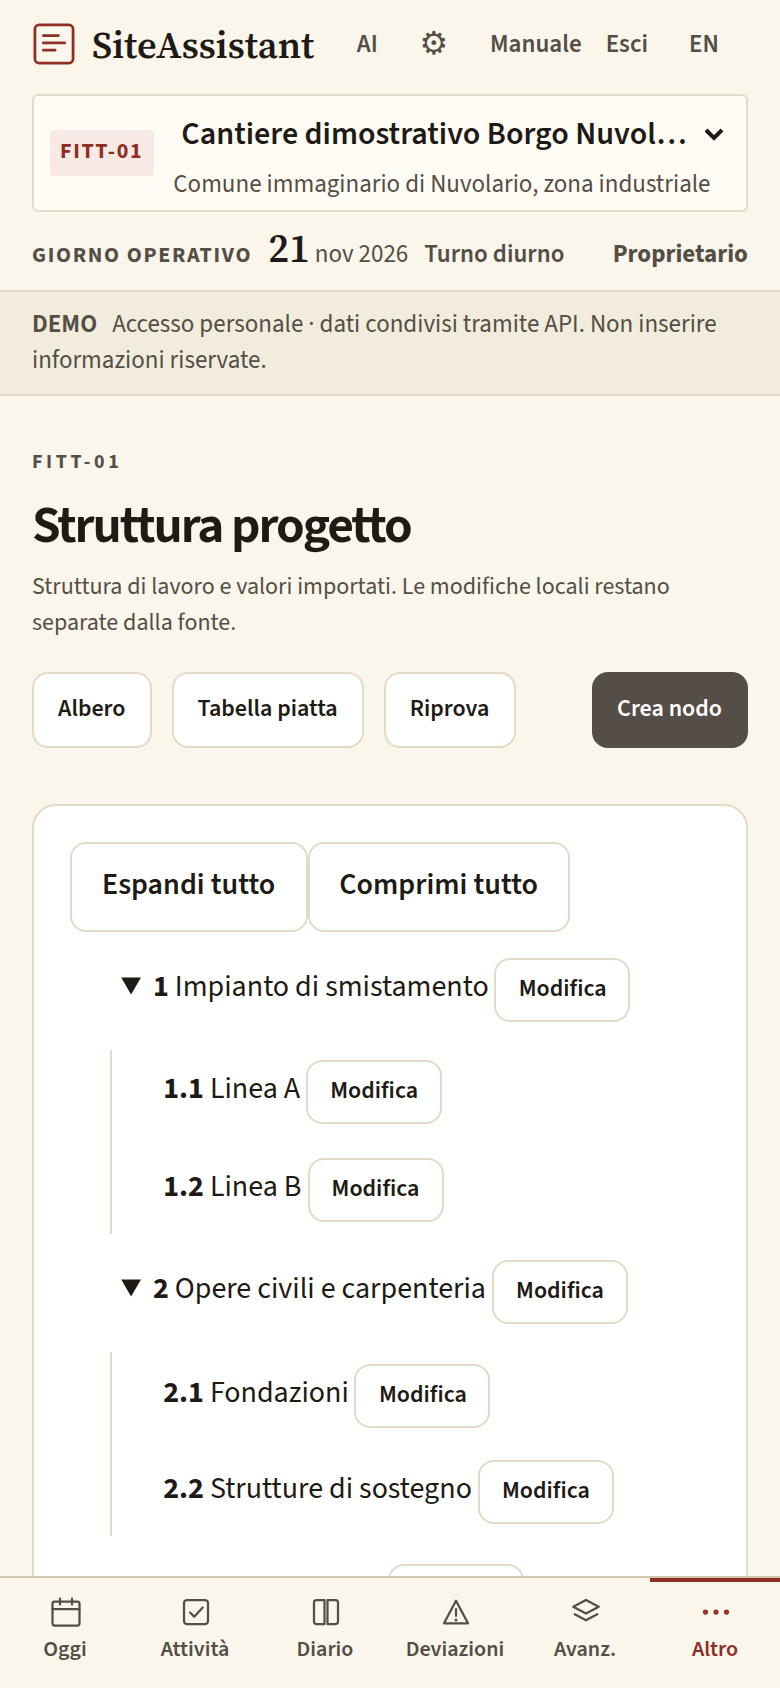 SiteAssistant AI ⚙ Manuale Esci EN
FITT-01 Cantiere dimostrativo Borgo Nuvol…
Comune immaginario di Nuvolario, zona industriale
GIORNO OPERATIVO 21 nov 2026 Turno diurno Proprietario
DEMO Accesso personale · dati condivisi tramite API. Non inserire
informazioni riservate.
FITT-01
Struttura progetto
Struttura di lavoro e valori importati. Le modifiche locali restano
separate dalla fonte.
Albero Tabella piatta Riprova Crea nodo
Espandi tutto Comprimi tutto
▼ 1 Impianto di smistamento Modifica
1.1 Linea A Modifica
1.2 Linea B Modifica
▼ 2 Opere civili e carpenteria Modifica
2.1 Fondazioni Modifica
2.2 Strutture di sostegno Modifica
Oggi Attività Diario Deviazioni Avanz. Altro